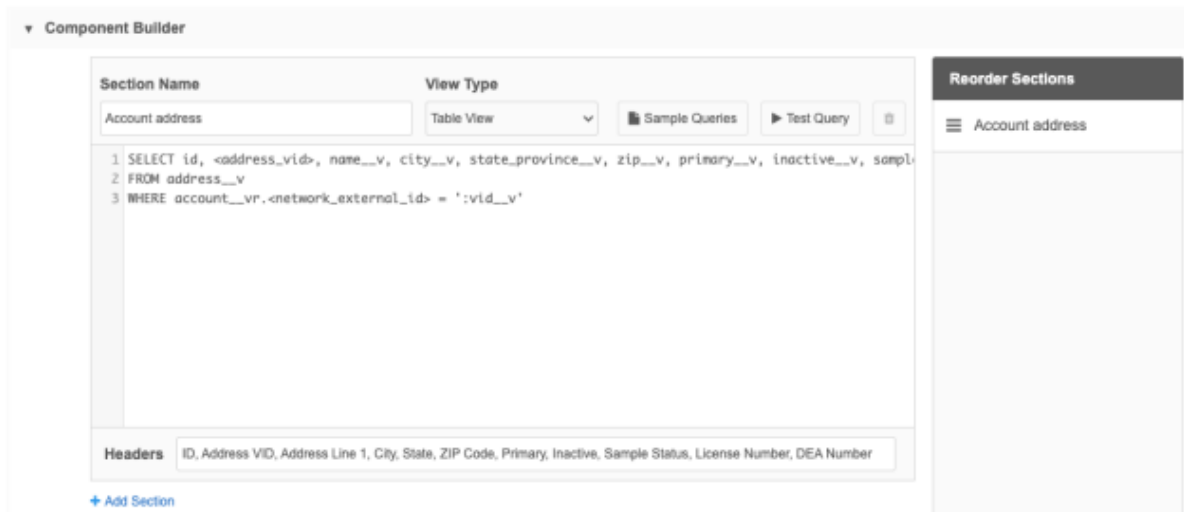 Component Builder
Section Name
View Type
Reorder Sections
Account address
Table View
Sample Queries
Test Query
Account address
1 SELECT id, <address_vid>, name__v, city__v, state_province__v, zip__v, primary__v, inactive__v, sampl
2 FROM address__v
3 WHERE account__vr.<network_external_id> = ':vid__v'
Headers
ID, Address VID, Address Line 1, City, State, ZIP Code, Primary, Inactive, Sample Status, License Number, DEA Number
+ Add Section